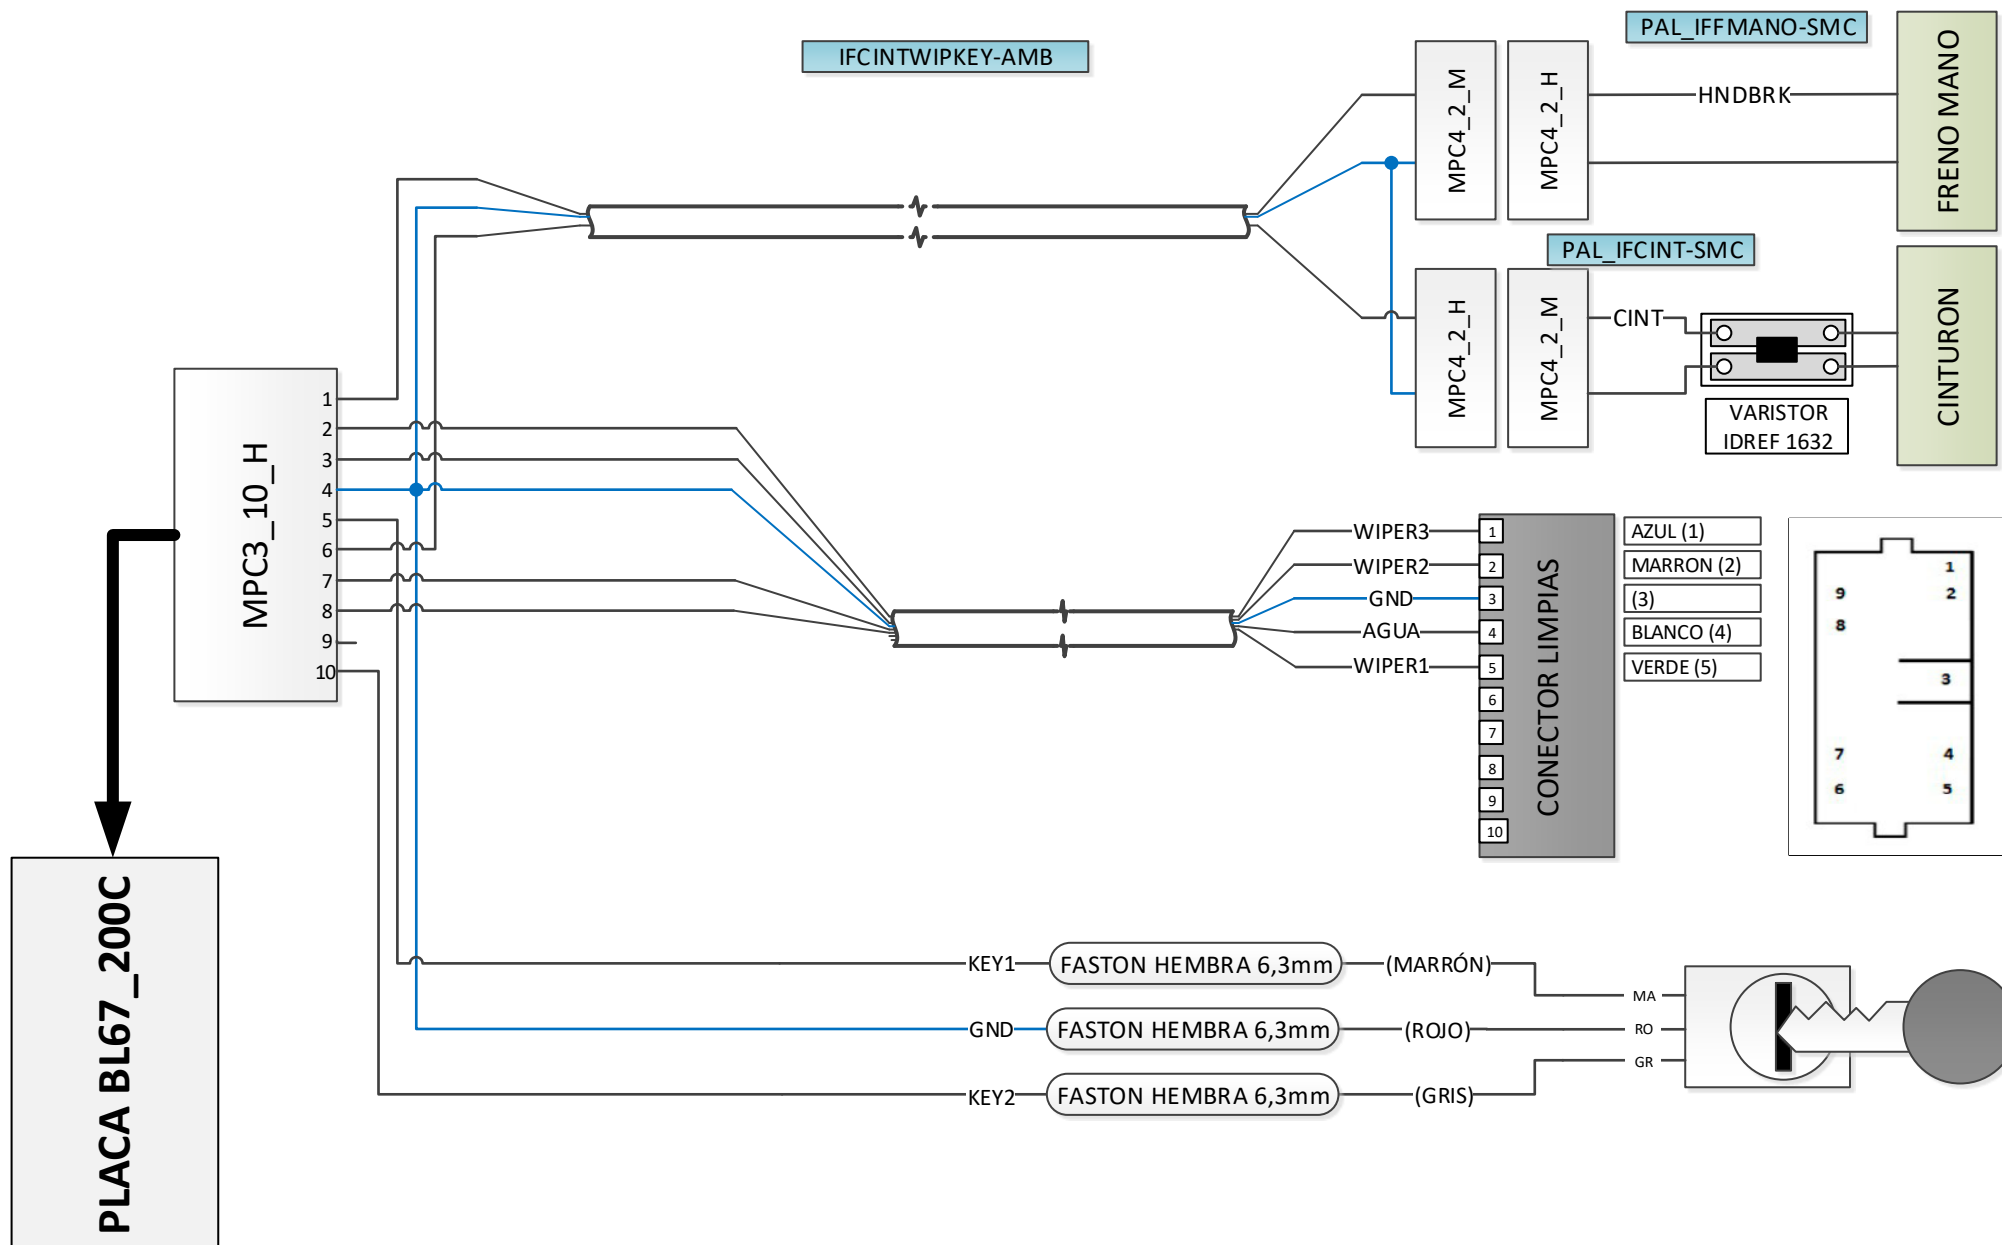 IFCINTWIPKEY-AMB
PAL_IFFMANO-SMC
MPC4_2_M
MPC4_2_H
HNDBRK
FRENO MANO
PAL_IFCINT-SMC
MPC4_2_H
MPC4_2_M
CINT
CINTURON
VARISTOR
IDREF 1632
MPC3_10_H
1
2
3
4
5
6
7
8
9
10
WIPER3
WIPER2
GND
AGUA
WIPER1
1
2
3
4
5
6
7
8
9
10
CONECTOR LIMPIAS
AZUL (1)
MARRON (2)
(3)
BLANCO (4)
VERDE (5)
1
9 2
8
3
7 4
6 5
PLACA BL67_200C
KEY1 FASTON HEMBRA 6,3mm (MARRÓN) MA
GND FASTON HEMBRA 6,3mm (ROJO) RO
KEY2 FASTON HEMBRA 6,3mm (GRIS) GR